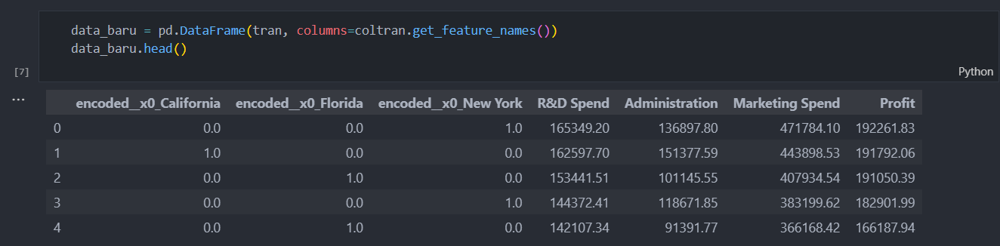 data_baru = pd.DataFrame(tran, columns=coltran.get_feature_names())
data_baru.head()
[7]
Python
...
encoded__x0_California encoded__x0_Florida encoded__x0_New York R&D Spend Administration Marketing Spend Profit
0 0.0 0.0 1.0 165349.20 136897.80 471784.10 192261.83
1 1.0 0.0 0.0 162597.70 151377.59 443898.53 191792.06
2 0.0 1.0 0.0 153441.51 101145.55 407934.54 191050.39
3 0.0 0.0 1.0 144372.41 118671.85 383199.62 182901.99
4 0.0 1.0 0.0 142107.34 91391.77 366168.42 166187.94